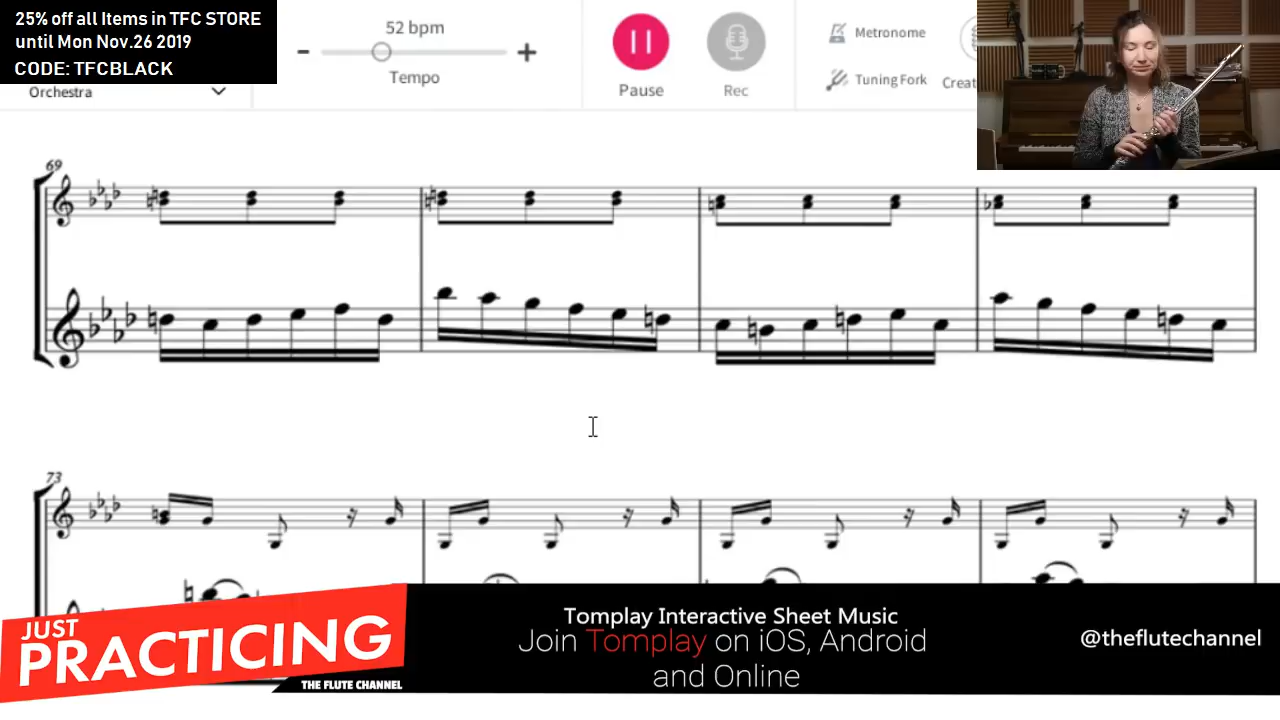 25% off all Items in TFC STORE
until Mon Nov.26 2019
CODE: TFCBLACK
Orchestra
52 bpm
Tempo
Pause
Rec
Metronome
Tuning Fork
Creat
69
73
JUST
PRACTICING
THE FLUTE CHANNEL
Tomplay Interactive Sheet Music
Join Tomplay on iOS, Android
and Online
@theflutechannel